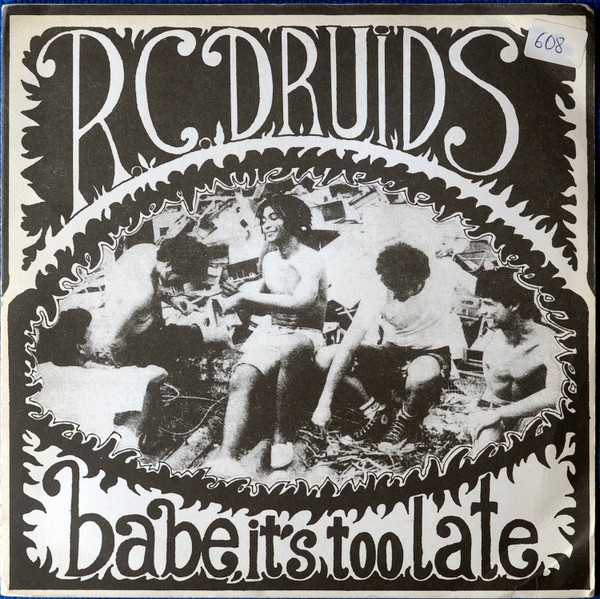 R.C. DRUiDS
608
babe, it's too late